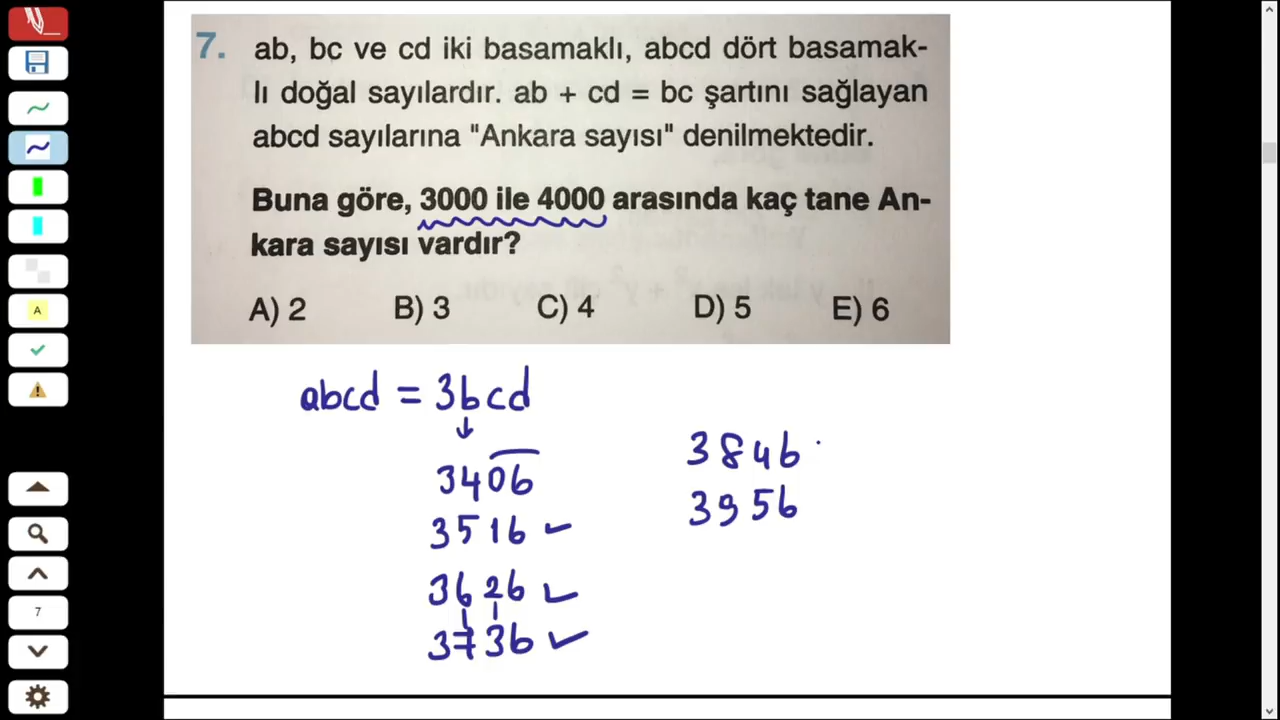 7. ab, bc ve cd iki basamaklı, abcd dört basamak-
lı doğal sayılardır. ab + cd = bc şartını sağlayan
abcd sayılarına "Ankara sayısı" denilmektedir.
Buna göre, 3000 ile 4000 arasında kaç tane An-
kara sayısı vardır?
A) 2 B) 3 C) 4 D) 5 E) 6
abcd = 3bcd
3406
3516 ✓
3626 ✓
3736 ✓
3846
3956
A
7